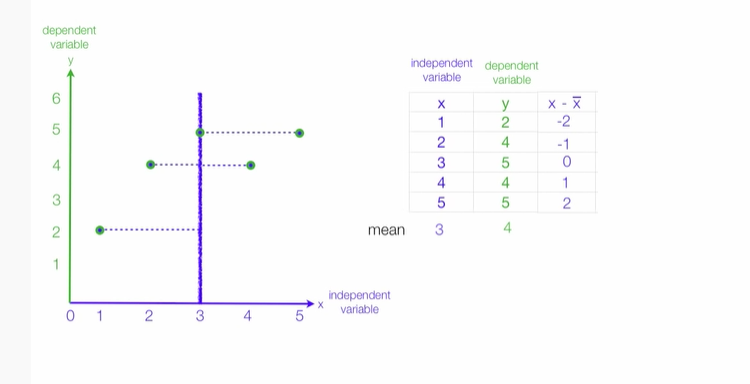 dependent
variable
y
6
5
4
3
2
1
0 1 2 3 4 5
x
independent
variable
independent
variable
dependent
variable
x y x - x̅
1 2 -2
2 4 -1
3 5 0
4 4 1
5 5 2
mean 3 4